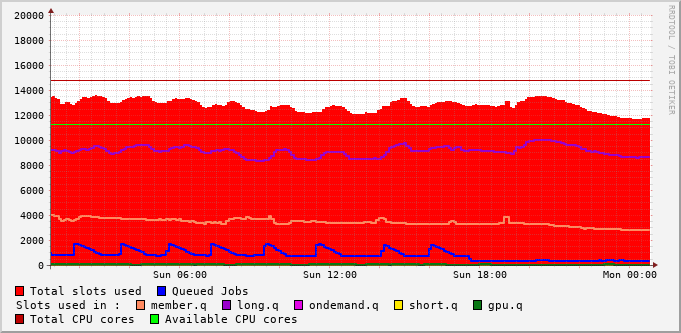 RRDTOOL / TOBI OETIKER
20000
18000
16000
14000
12000
10000
8000
6000
4000
2000
0
Sun 06:00 Sun 12:00 Sun 18:00 Mon 00:00
Total slots used Queued Jobs
Slots used in : member.q long.q ondemand.q short.q gpu.q
Total CPU cores Available CPU cores